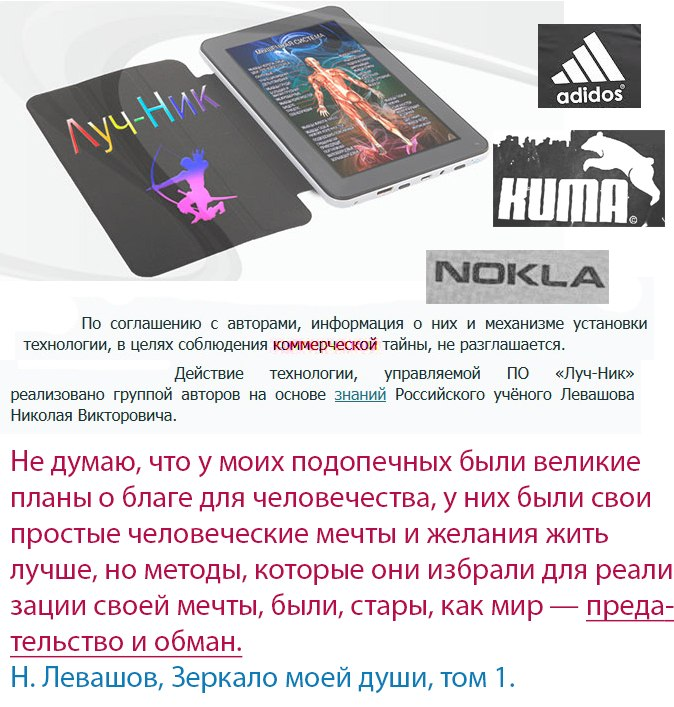 Луч-Ник
МЫШЕЧНАЯ СИСТЕМА
adidos
KUMA
NOKLA
По соглашению с авторами, информация о них и механизме установки
технологии, в целях соблюдения коммерческой тайны, не разглашается.
Действие технологии, управляемой ПО «Луч-Ник»
реализовано группой авторов на основе знаний Российского учёного Левашова
Николая Викторовича.
Не думаю, что у моих подопечных были великие
планы о благе для человечества, у них были свои
простые человеческие мечты и желания жить
лучше, но методы, которые они избрали для реали
зации своей мечты, были, стары, как мир — преда-
тельство и обман.
Н. Левашов, Зеркало моей души, том 1.